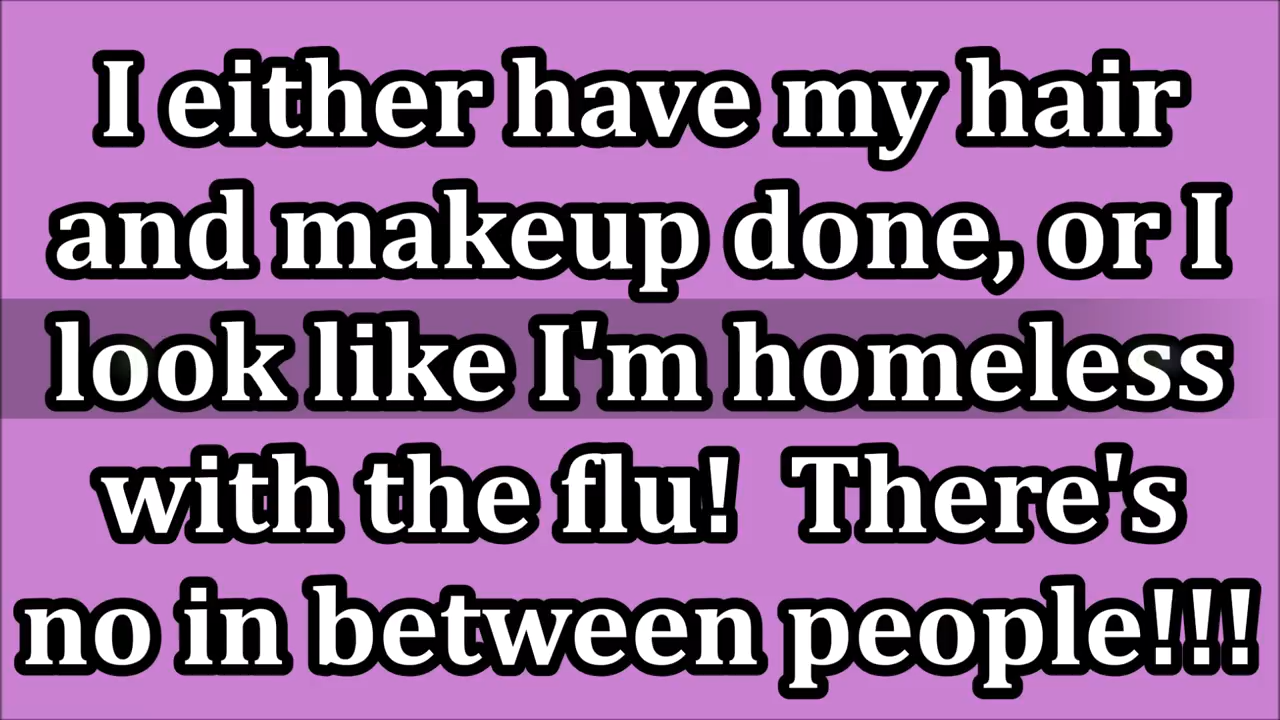 I either have my hair
and makeup done, or I
look like I'm homeless
with the flu!  There's
no in between people!!!